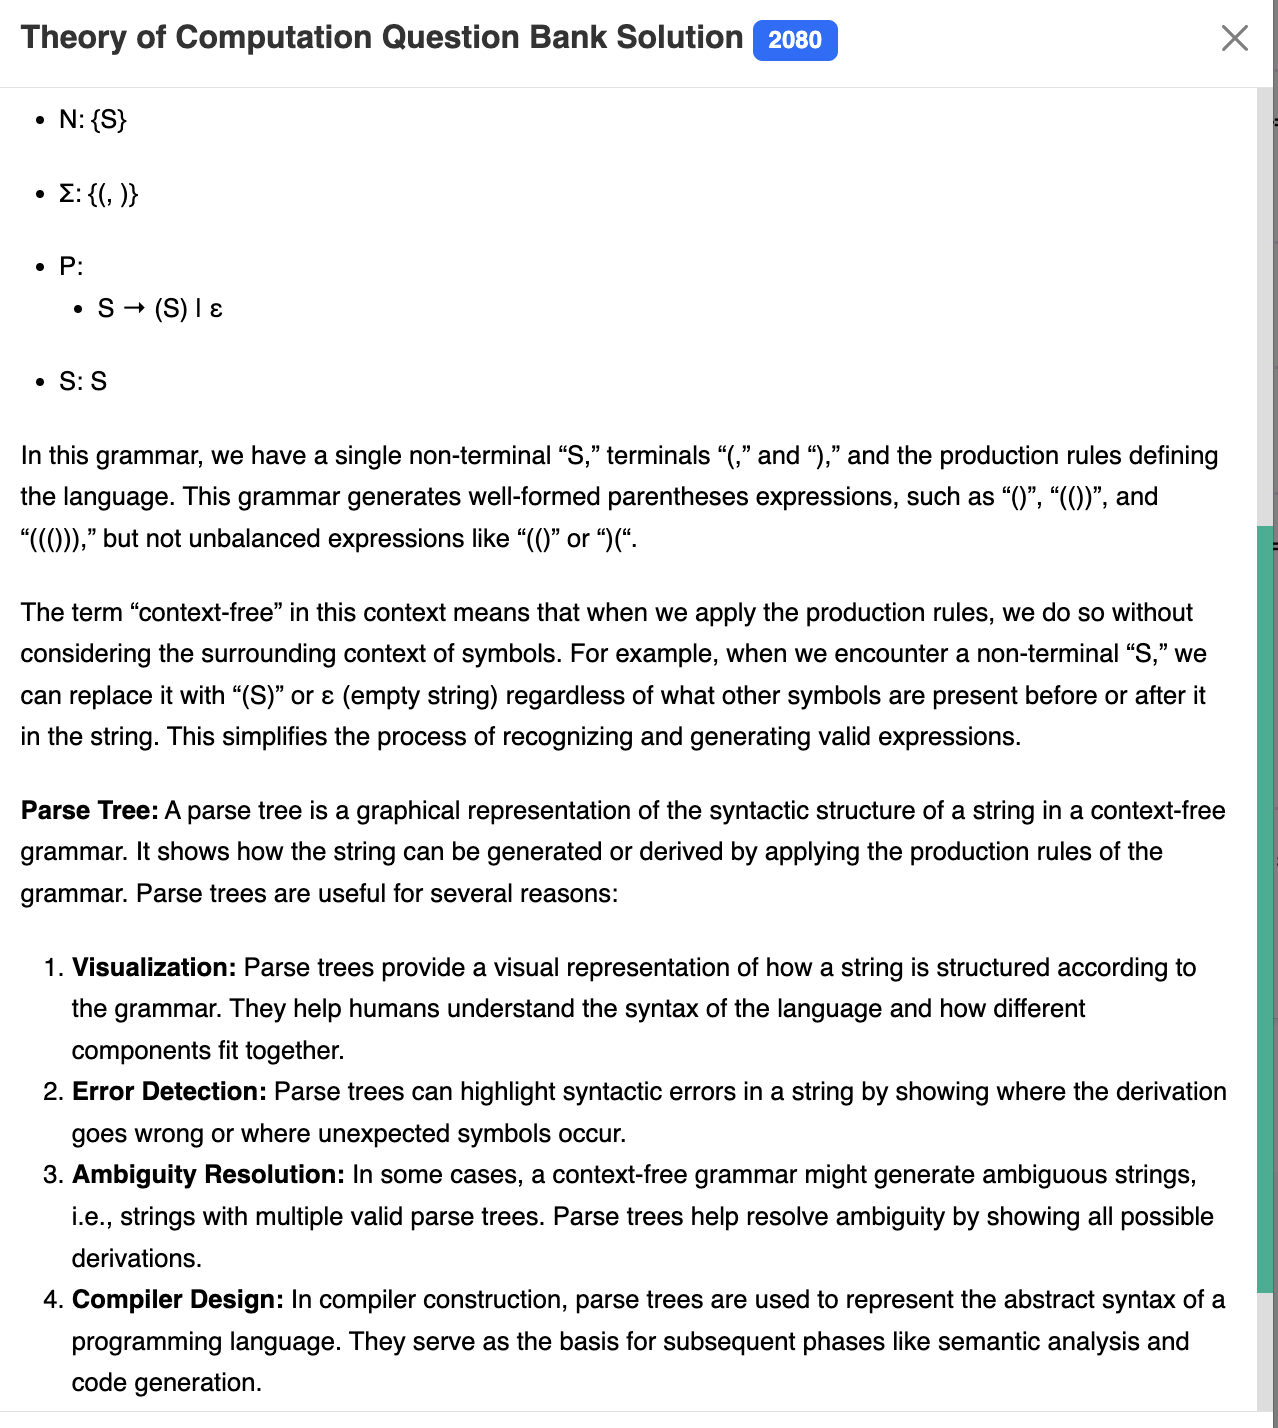 Theory of Computation Question Bank Solution 2080
• N: {S}
• Σ: {(, )}
• P:
• S → (S) | ε
• S: S
In this grammar, we have a single non-terminal “S,” terminals “(,” and “),” and the production rules defining
the language. This grammar generates well-formed parentheses expressions, such as “()”, “(())”, and
“((())),” but not unbalanced expressions like “(()” or “)(“.
The term “context-free” in this context means that when we apply the production rules, we do so without
considering the surrounding context of symbols. For example, when we encounter a non-terminal “S,” we
can replace it with “(S)” or ε (empty string) regardless of what other symbols are present before or after it
in the string. This simplifies the process of recognizing and generating valid expressions.
Parse Tree: A parse tree is a graphical representation of the syntactic structure of a string in a context-free
grammar. It shows how the string can be generated or derived by applying the production rules of the
grammar. Parse trees are useful for several reasons:
1. Visualization: Parse trees provide a visual representation of how a string is structured according to
the grammar. They help humans understand the syntax of the language and how different
components fit together.
2. Error Detection: Parse trees can highlight syntactic errors in a string by showing where the derivation
goes wrong or where unexpected symbols occur.
3. Ambiguity Resolution: In some cases, a context-free grammar might generate ambiguous strings,
i.e., strings with multiple valid parse trees. Parse trees help resolve ambiguity by showing all possible
derivations.
4. Compiler Design: In compiler construction, parse trees are used to represent the abstract syntax of a
programming language. They serve as the basis for subsequent phases like semantic analysis and
code generation.